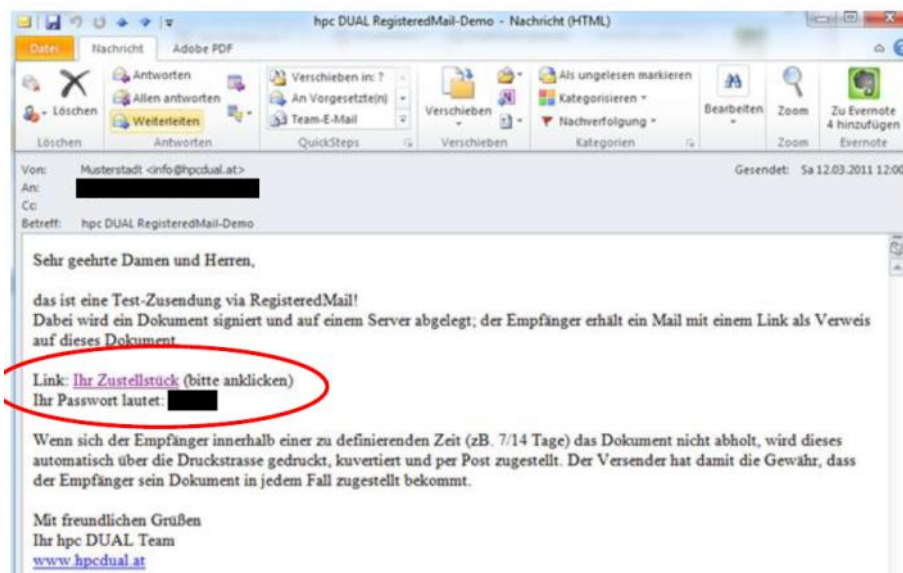 hpc DUAL RegisteredMail-Demo - Nachricht (HTML)
Datei Nachricht Adobe PDF
Löschen
Antworten
Allen antworten
Weiterleiten
Verschieben in: ?
An Vorgesetzte(n)
Team-E-Mail
Verschieben
Als ungelesen markieren
Kategorisieren
Nachverfolgung
Bearbeiten
Zoom
Zu Evernote
4 hinzufügen
Löschen Antworten QuickSteps Verschieben Kategorien Zoom Evernote
Von: Musterstadt <info@hpcdual.at> Gesendet: Sa 12.03.2011 12:00
An:
Cc:
Betreff: hpc DUAL RegisteredMail-Demo
Sehr geehrte Damen und Herren,
das ist eine Test-Zusendung via RegisteredMail!
Dabei wird ein Dokument signiert und auf einem Server abgelegt; der Empfänger erhält ein Mail mit einem Link als Verweis
auf dieses Dokument.
Link: Ihr Zustellstück (bitte anklicken)
Ihr Passwort lautet:
Wenn sich der Empfänger innerhalb einer zu definierenden Zeit (zB. 7/14 Tage) das Dokument nicht abholt, wird dieses
automatisch über die Druckstrasse gedruckt, kuvertiert und per Post zugestellt. Der Versender hat damit die Gewähr, dass
der Empfänger sein Dokument in jedem Fall zugestellt bekommt.
Mit freundlichen Grüßen
Ihr hpc DUAL Team
www.hpcdual.at